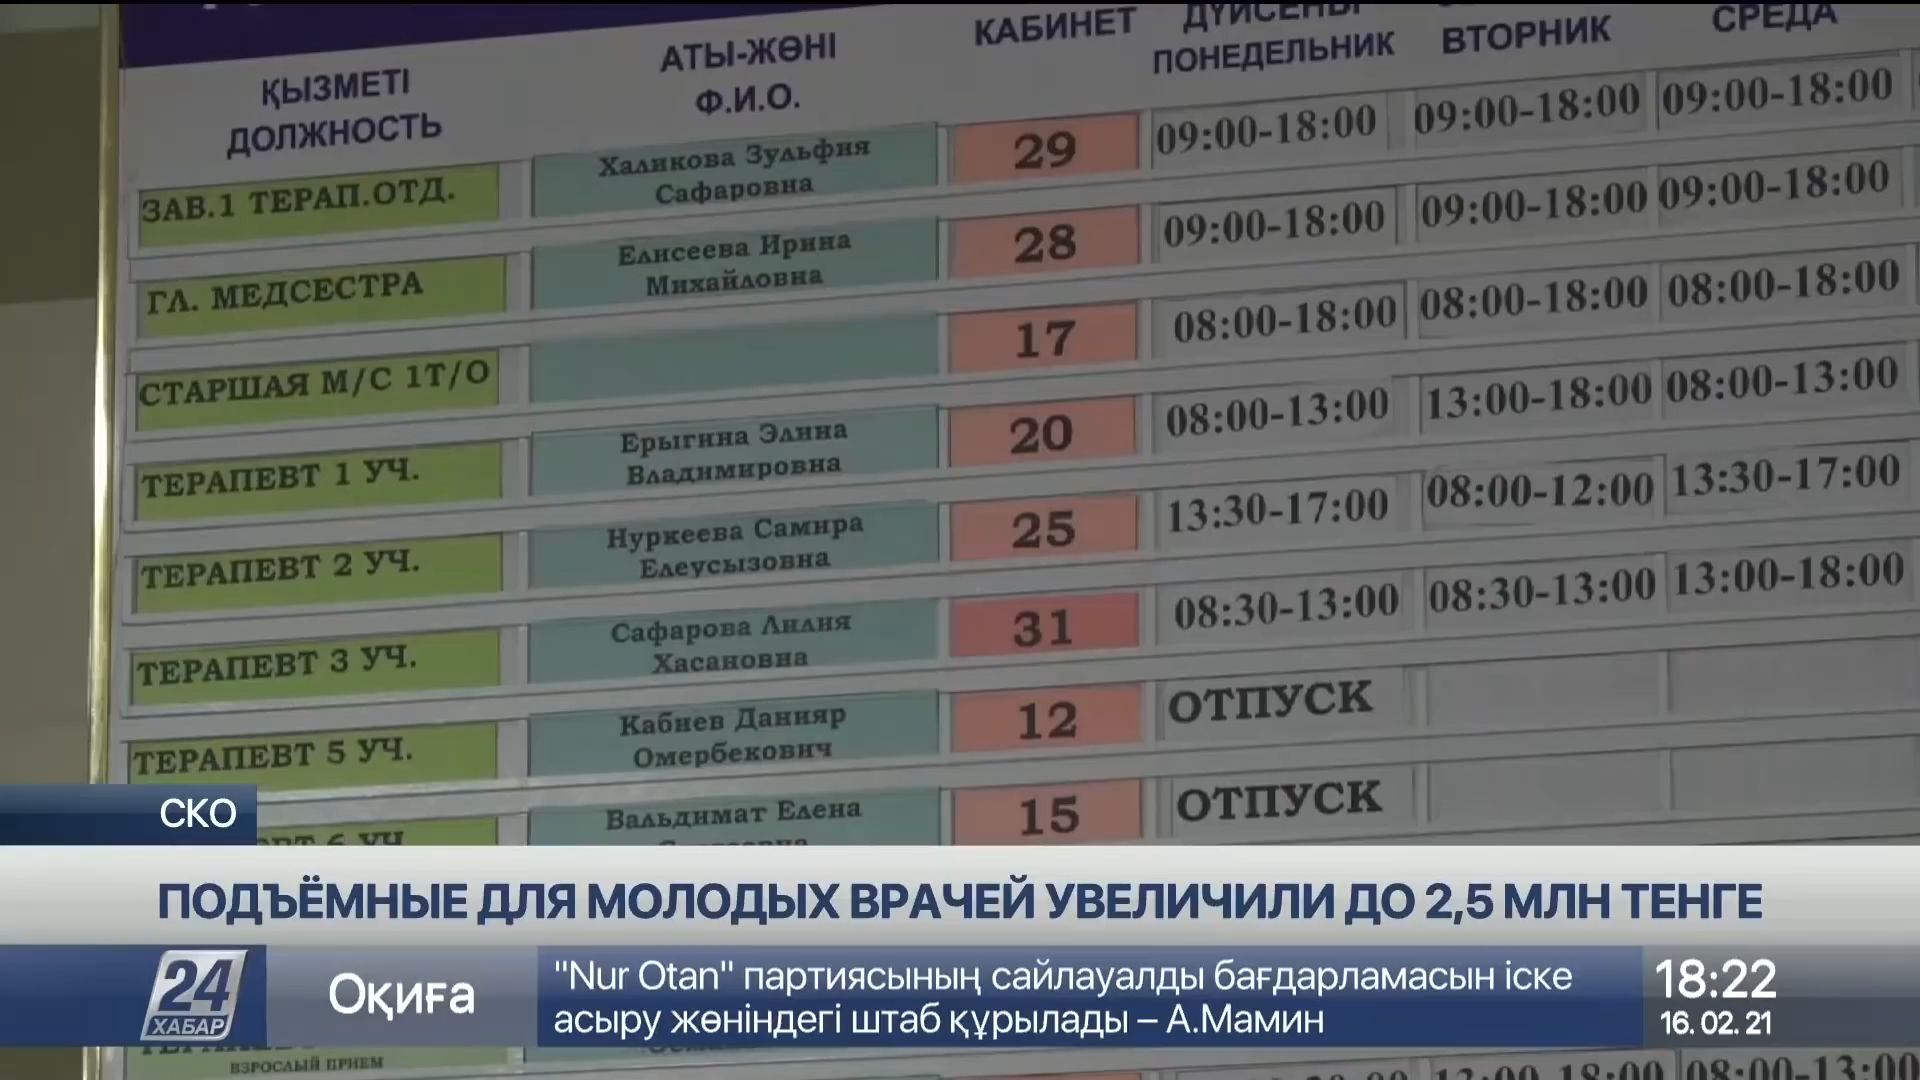 КАБИНЕТ
ДҮЙСЕНБІ
ПОНЕДЕЛЬНИК
ВТОРНИК
СРЕДА
ҚЫЗМЕТІ
ДОЛЖНОСТЬ
АТЫ-ЖӨНІ
Ф.И.О.
ЗАВ.1 ТЕРАП.ОТД.
Халикова Зульфия
Сафаровна
29
09:00-18:00
09:00-18:00
09:00-18:00
ГЛ. МЕДСЕСТРА
Елисеева Ирина
Михайловна
28
09:00-18:00
09:00-18:00
09:00-18:00
СТАРШАЯ М/С 1Т/О
17
08:00-18:00
08:00-18:00
08:00-18:00
ТЕРАПЕВТ 1 УЧ.
Ерыгина Элина
Владимировна
20
08:00-13:00
13:00-18:00
08:00-13:00
ТЕРАПЕВТ 2 УЧ.
Нуркеева Самира
Елеусызовна
25
13:30-17:00
08:00-12:00
13:30-17:00
ТЕРАПЕВТ 3 УЧ.
Сафарова Лилия
Хасановна
31
08:30-13:00
08:30-13:00
13:00-18:00
ТЕРАПЕВТ 5 УЧ.
Кабиев Данияр
Омербекович
12
ОТПУСК
Вальдимат Елена
15
ОТПУСК
СКО
ПОДЪЁМНЫЕ ДЛЯ МОЛОДЫХ ВРАЧЕЙ УВЕЛИЧИЛИ ДО 2,5 МЛН ТЕНГЕ
24
ХАБАР
Оқиға
"Nur Otan" партиясының сайлауалды бағдарламасын іске
асыру жөніндегі штаб құрылады – А.Мамин
18:22
16. 02. 21
ВЗРОСЛЫЙ ПРИЕМ
08:00-13:00